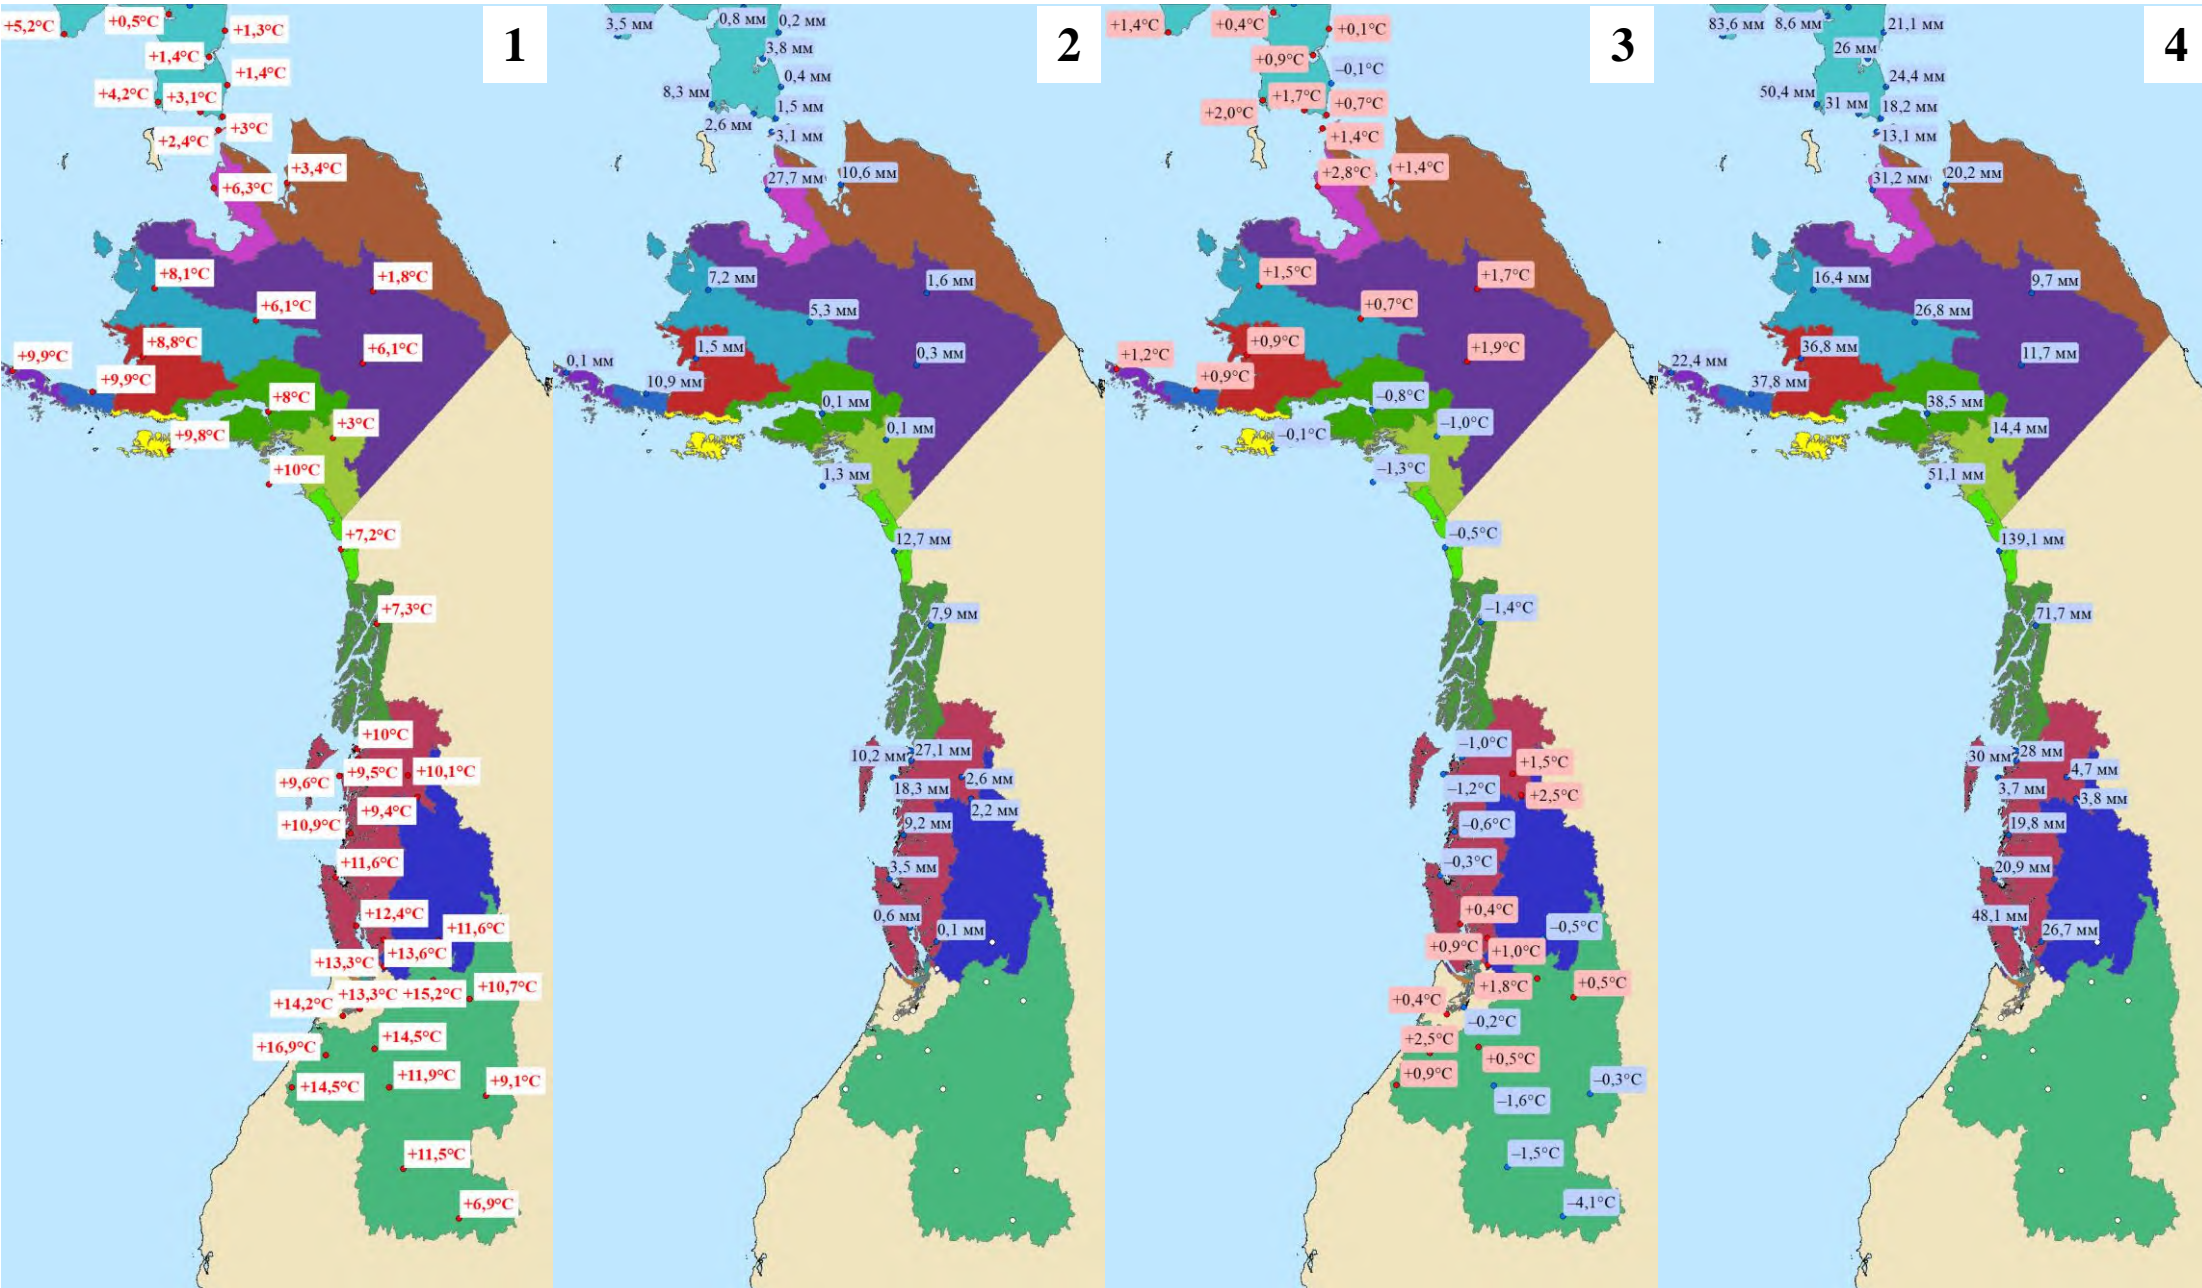 1
+5,2°C
+0,5°C
+1,3°C
+1,4°C
+1,4°C
+4,2°C
+3,1°C
+3°C
+2,4°C
+3,4°C
+6,3°C
+8,1°C
+1,8°C
+6,1°C
+8,8°C
+6,1°C
+9,9°C
+9,9°C
+8°C
+3°C
+9,8°C
+10°C
+7,2°C
+7,3°C
+10°C
+9,5°C
+10,1°C
+9,6°C
+9,4°C
+10,9°C
+11,6°C
+12,4°C
+11,6°C
+13,6°C
+13,3°C
+10,7°C
+13,3°C
+15,2°C
+14,2°C
+14,5°C
+16,9°C
+11,9°C
+9,1°C
+14,5°C
+11,5°C
+6,9°C
2
3,5 мм
0,8 мм
0,2 мм
3,8 мм
0,4 мм
8,3 мм
1,5 мм
2,6 мм
3,1 мм
10,6 мм
27,7 мм
7,2 мм
1,6 мм
5,3 мм
1,5 мм
0,3 мм
0,1 мм
10,9 мм
0,1 мм
0,1 мм
1,3 мм
12,7 мм
7,9 мм
27,1 мм
10,2 мм
2,6 мм
18,3 мм
2,2 мм
9,2 мм
3,5 мм
0,6 мм
0,1 мм
3
+1,4°C
+0,4°C
+0,1°C
+0,9°C
–0,1°C
+1,7°C
+0,7°C
+2,0°C
+1,4°C
+2,8°C
+1,4°C
+1,5°C
+1,7°C
+0,7°C
+0,9°C
+1,9°C
+1,2°C
+0,9°C
–0,8°C
–1,0°C
–0,1°C
–1,3°C
–0,5°C
–1,4°C
–1,0°C
+1,5°C
–1,2°C
+2,5°C
–0,6°C
–0,3°C
+0,4°C
–0,5°C
+0,9°C
+1,0°C
+0,5°C
+1,8°C
+0,4°C
–0,2°C
+2,5°C
+0,5°C
+0,9°C
–0,3°C
–1,6°C
–1,5°C
–4,1°C
4
83,6 мм
8,6 мм
21,1 мм
26 мм
24,4 мм
50,4 мм
31 мм
18,2 мм
13,1 мм
20,2 мм
31,2 мм
16,4 мм
9,7 мм
26,8 мм
36,8 мм
11,7 мм
22,4 мм
37,8 мм
38,5 мм
14,4 мм
51,1 мм
139,1 мм
71,7 мм
28 мм
30 мм
4,7 мм
3,7 мм
3,8 мм
19,8 мм
20,9 мм
48,1 мм
26,7 мм